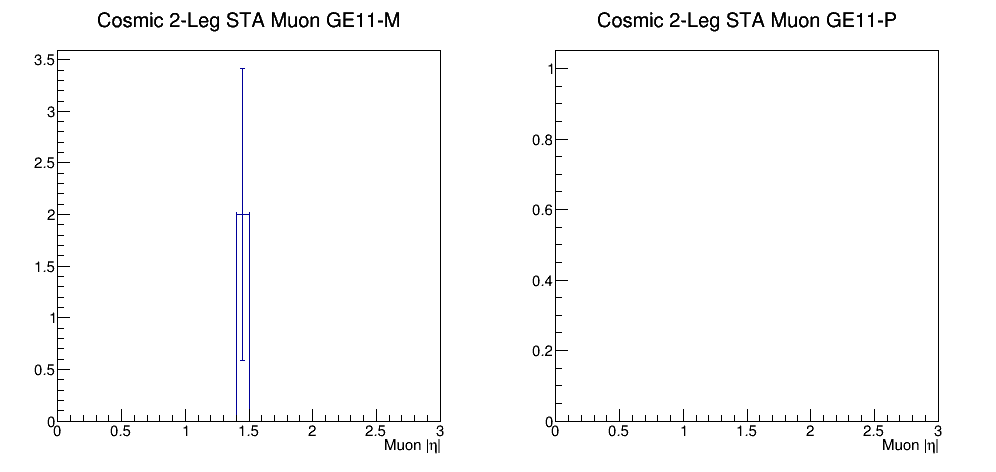 Cosmic 2-Leg STA Muon GE11-M
3.5
3
2.5
2
1.5
1
0.5
0
0 0.5 1 1.5 2 2.5 3
Muon |η|
Cosmic 2-Leg STA Muon GE11-P
1
0.8
0.6
0.4
0.2
0
0 0.5 1 1.5 2 2.5 3
Muon |η|